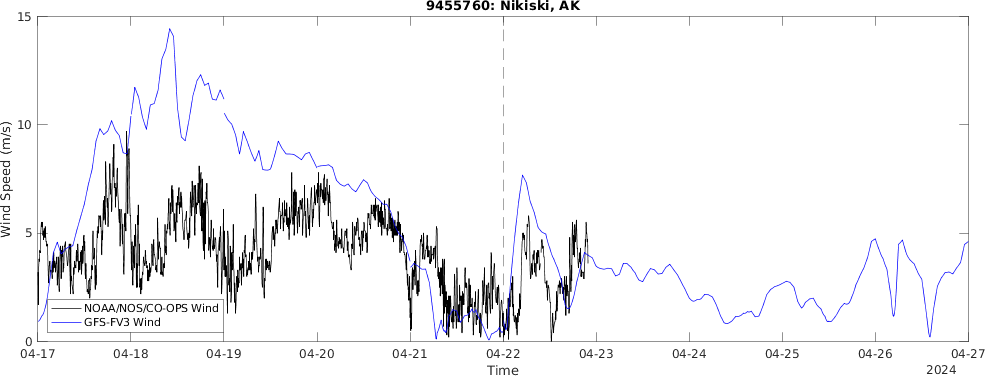 9455760: Nikiski, AK
15
10
5
0
Wind Speed (m/s)
NOAA/NOS/CO-OPS Wind
GFS-FV3 Wind
04-17 04-18 04-19 04-20 04-21 04-22 04-23 04-24 04-25 04-26 04-27
Time
2024